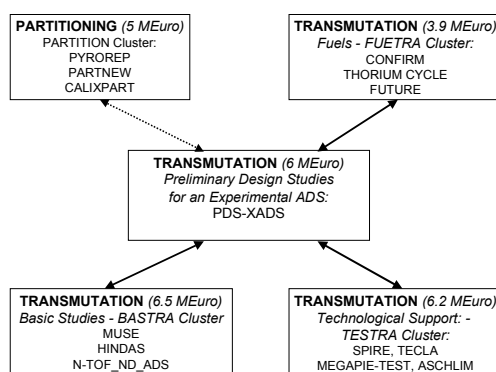 PARTITIONING (5 MEuro)
PARTITION Cluster:
PYROREP
PARTNEW
CALIXPART
TRANSMUTATION (3.9 MEuro)
Fuels - FUETRA Cluster:
CONFIRM
THORIUM CYCLE
FUTURE
TRANSMUTATION (6 MEuro)
Preliminary Design Studies
for an Experimental ADS:
PDS-XADS
TRANSMUTATION (6.5 MEuro)
Basic Studies - BASTRA Cluster
MUSE
HINDAS
N-TOF_ND_ADS
TRANSMUTATION (6.2 MEuro)
Technological Support: -
TESTRA Cluster:
SPIRE, TECLA
MEGAPIE-TEST, ASCHLIM